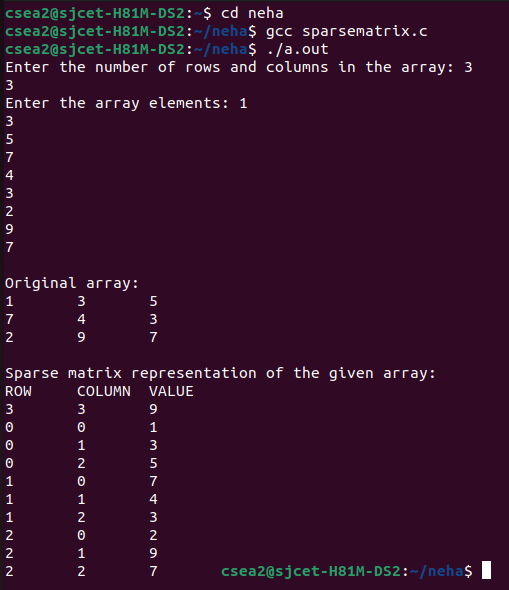 csea2@sjcet-H81M-DS2:~$ cd neha
csea2@sjcet-H81M-DS2:~/neha$ gcc sparsematrix.c
csea2@sjcet-H81M-DS2:~/neha$ ./a.out
Enter the number of rows and columns in the array: 3
3
Enter the array elements: 1
3
5
7
4
3
2
9
7
Original array:
1 3 5
7 4 3
2 9 7
Sparse matrix representation of the given array:
ROW COLUMN VALUE
3 3 9
0 0 1
0 1 3
0 2 5
1 0 7
1 1 4
1 2 3
2 0 2
2 1 9
2 2 7 csea2@sjcet-H81M-DS2:~/neha$